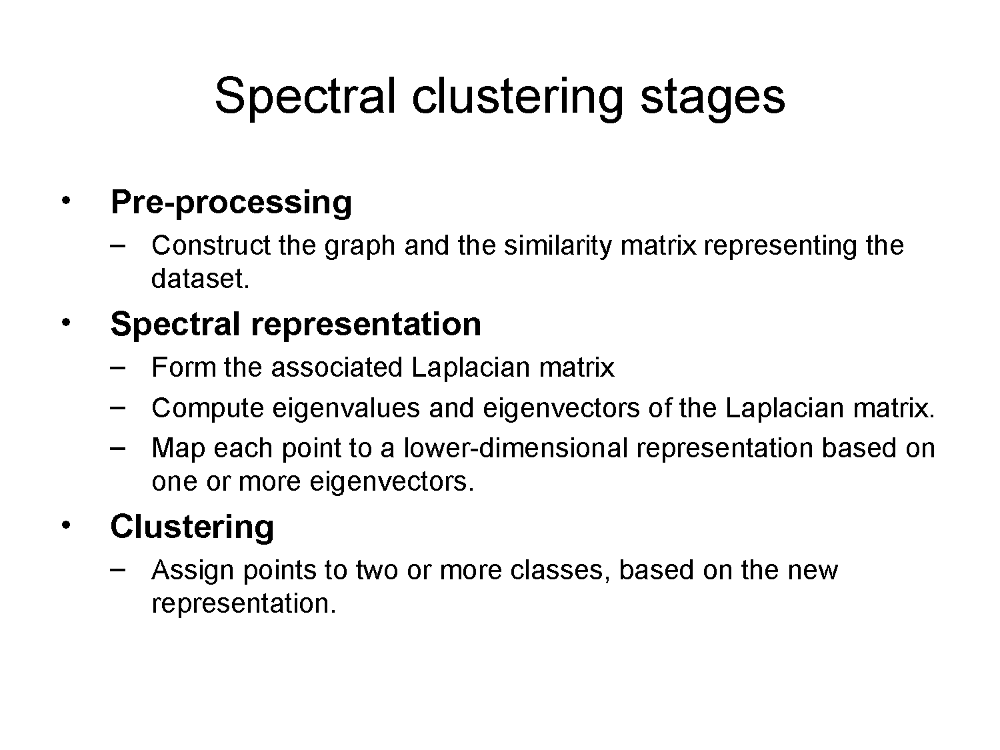 Spectral clustering stages
• Pre-processing
– Construct the graph and the similarity matrix representing the
dataset.
• Spectral representation
– Form the associated Laplacian matrix
– Compute eigenvalues and eigenvectors of the Laplacian matrix.
– Map each point to a lower-dimensional representation based on
one or more eigenvectors.
• Clustering
– Assign points to two or more classes, based on the new
representation.